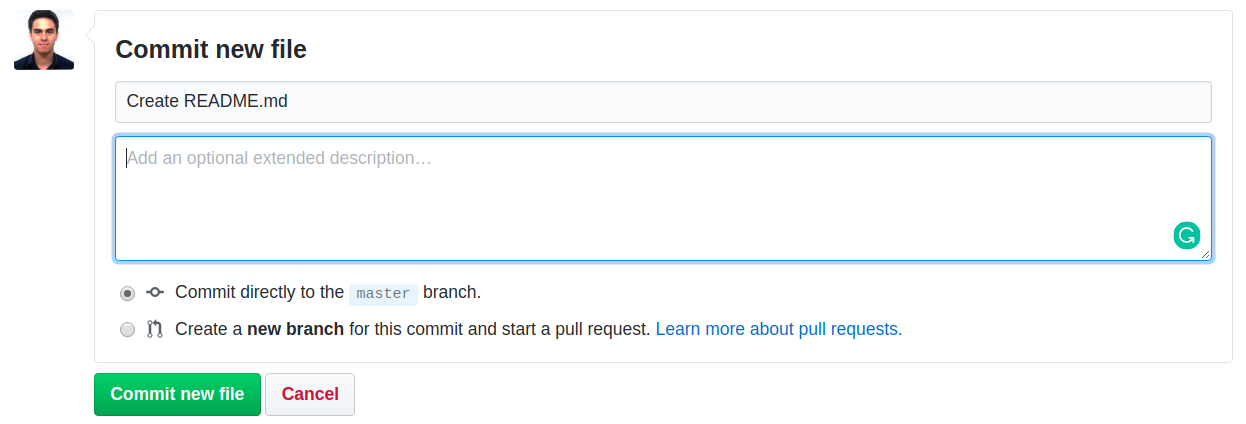 Commit new file
Create README.md
Add an optional extended description…
Commit directly to the master branch.
Create a new branch for this commit and start a pull request. Learn more about pull requests.
Commit new file Cancel